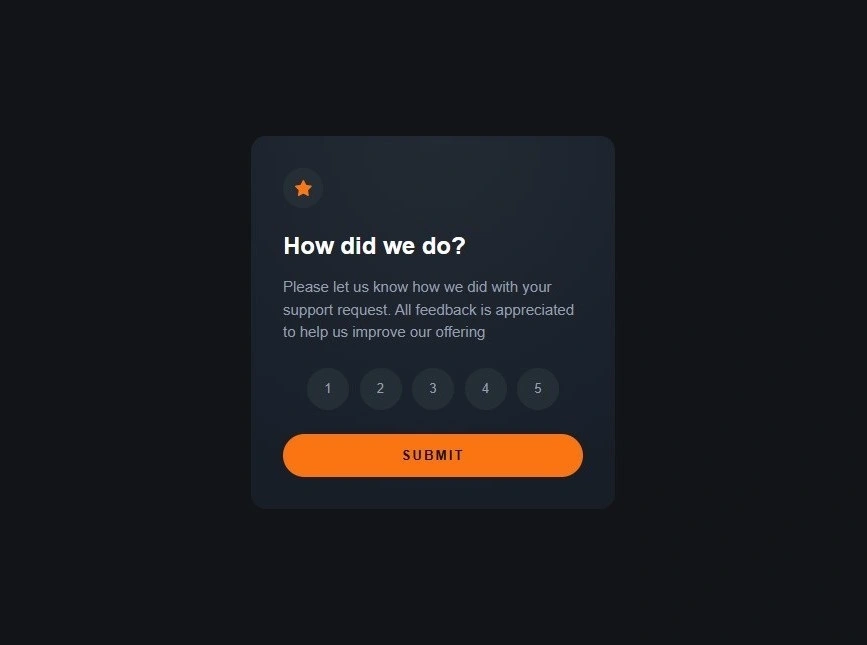 How did we do?
Please let us know how we did with your
support request. All feedback is appreciated
to help us improve our offering
1 2 3 4 5
SUBMIT